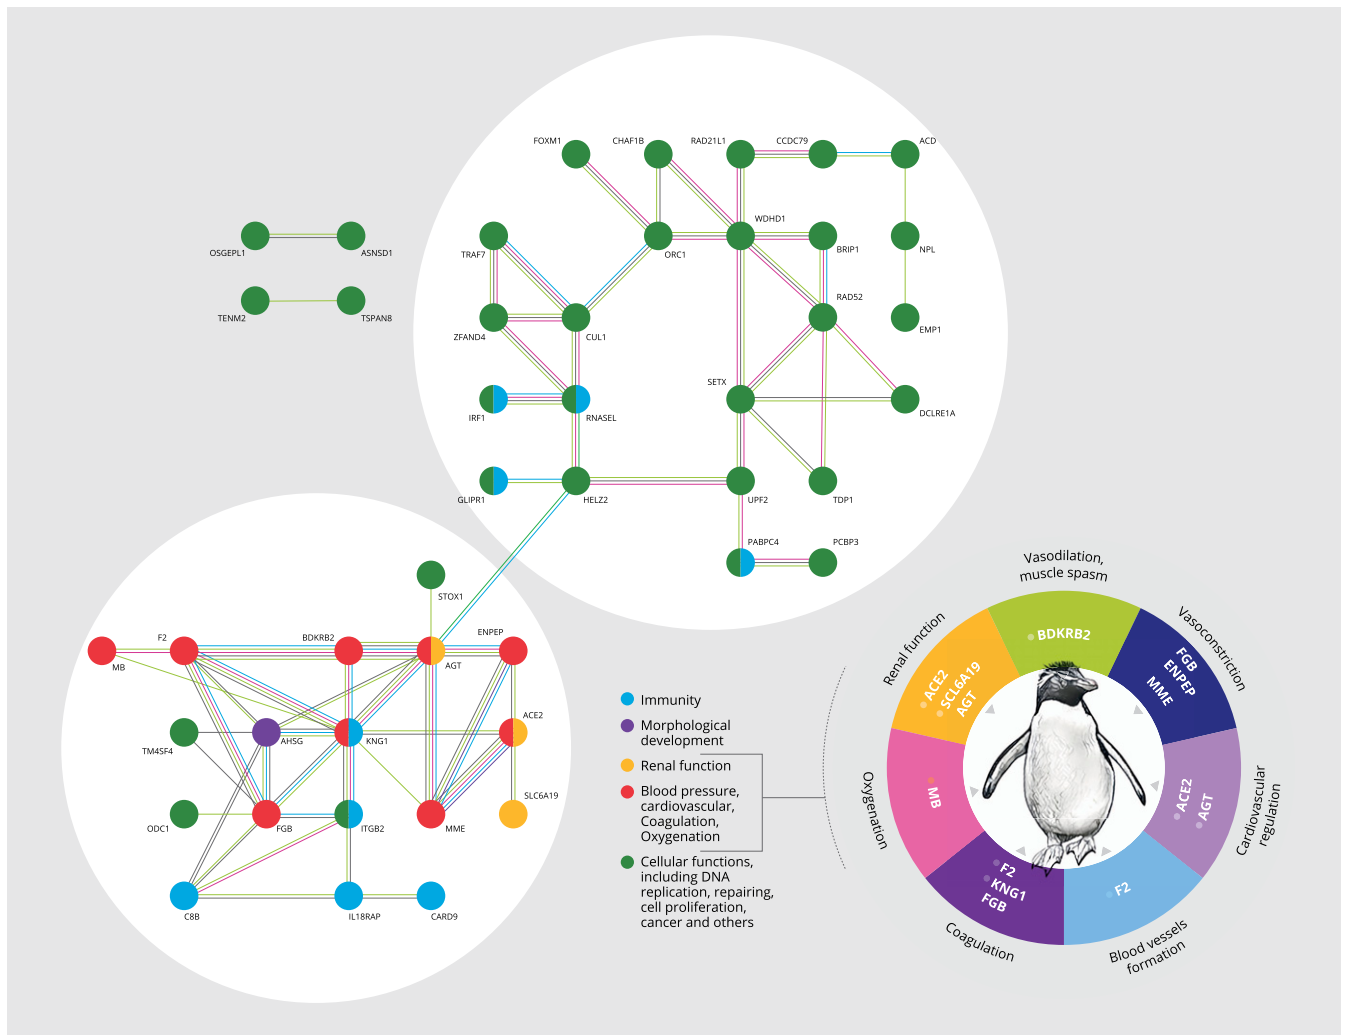 FOXM1
CHAF1B
RAD21L1
CCDC79
ACD
WDHD1
OSGEPL1
ASNSD1
TRAF7
ORC1
BRIP1
NPL
RAD52
TENM2
TSPAN8
ZFAND4
CUL1
EMP1
SETX
IRF1
RNASEL
DCLRE1A
GLIPR1
HELZ2
UPF2
TDP1
PABPC4
PCBP3
STOX1
F2
BDKRB2
ENPEP
MB
AGT
ACE2
TM4SF4
AHSG
KNG1
SLC6A19
ODC1
FGB
ITGB2
MME
C8B
IL18RAP
CARD9
Immunity
Morphological
development
Renal function
Blood pressure,
cardiovascular,
Coagulation,
Oxygenation
Cellular functions,
including DNA
replication, repairing,
cell proliferation,
cancer and others
Vasodilation,
muscle spasm
BDKRB2
Vasoconstriction
FGB
ENPEP
MME
Cardiovascular
regulation
ACE2
AGT
Blood vessels
formation
F2
Coagulation
F2
KNG1
FGB
Oxygenation
MB
Renal function
ACE2
SCL6A19
AGT